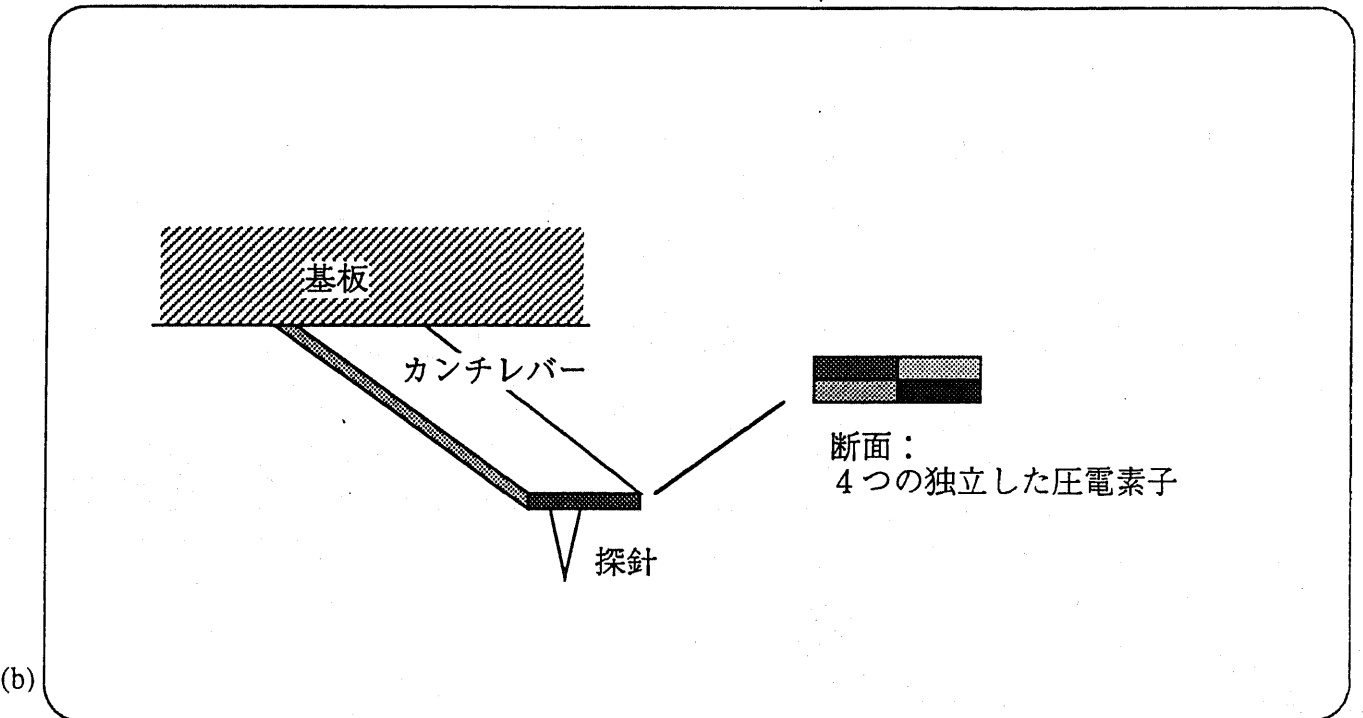 基板
カンチレバー
断面：
4つの独立した圧電素子
探針
(b)